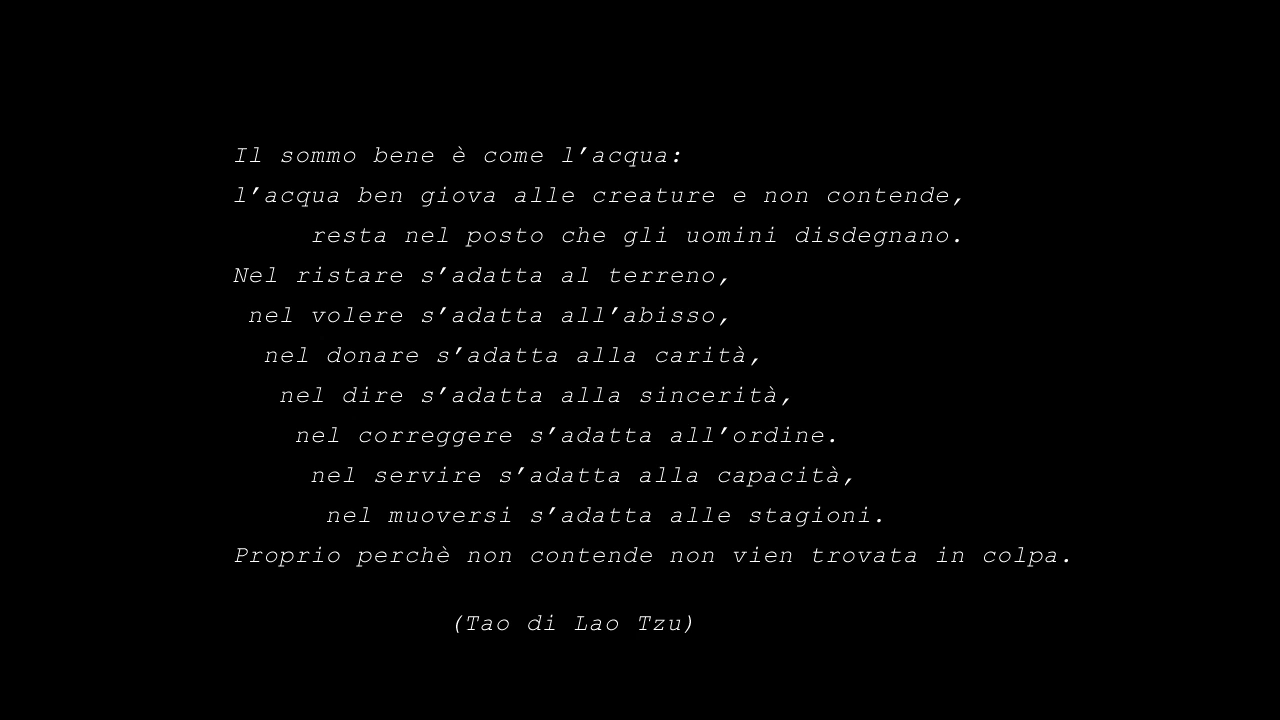 Il sommo bene è come l’acqua:
l’acqua ben giova alle creature e non contende,
resta nel posto che gli uomini disdegnano.
Nel ristare s’adatta al terreno,
nel volere s’adatta all’abisso,
nel donare s’adatta alla carità,
nel dire s’adatta alla sincerità,
nel correggere s’adatta all’ordine.
nel servire s’adatta alla capacità,
nel muoversi s’adatta alle stagioni.
Proprio perchè non contende non vien trovata in colpa.
(Tao di Lao Tzu)